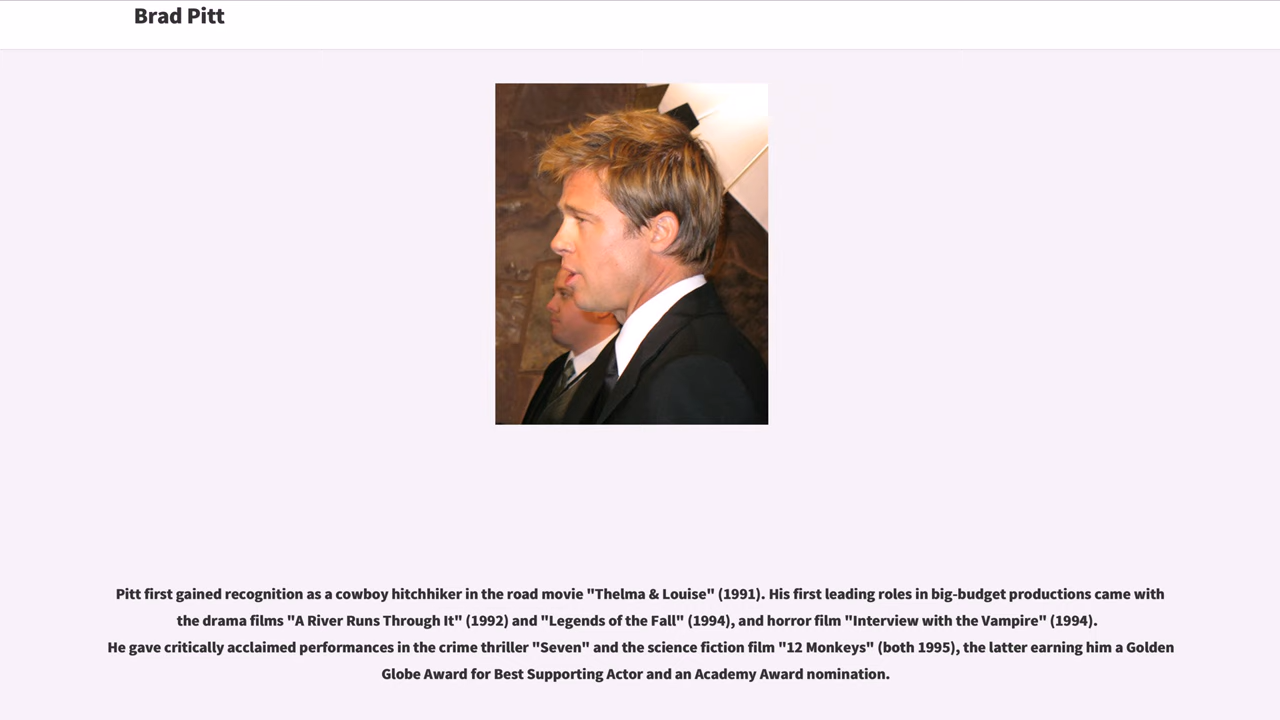 Brad Pitt
Pitt first gained recognition as a cowboy hitchhiker in the road movie "Thelma & Louise" (1991). His first leading roles in big-budget productions came with
the drama films "A River Runs Through It" (1992) and "Legends of the Fall" (1994), and horror film "Interview with the Vampire" (1994).
He gave critically acclaimed performances in the crime thriller "Seven" and the science fiction film "12 Monkeys" (both 1995), the latter earning him a Golden
Globe Award for Best Supporting Actor and an Academy Award nomination.